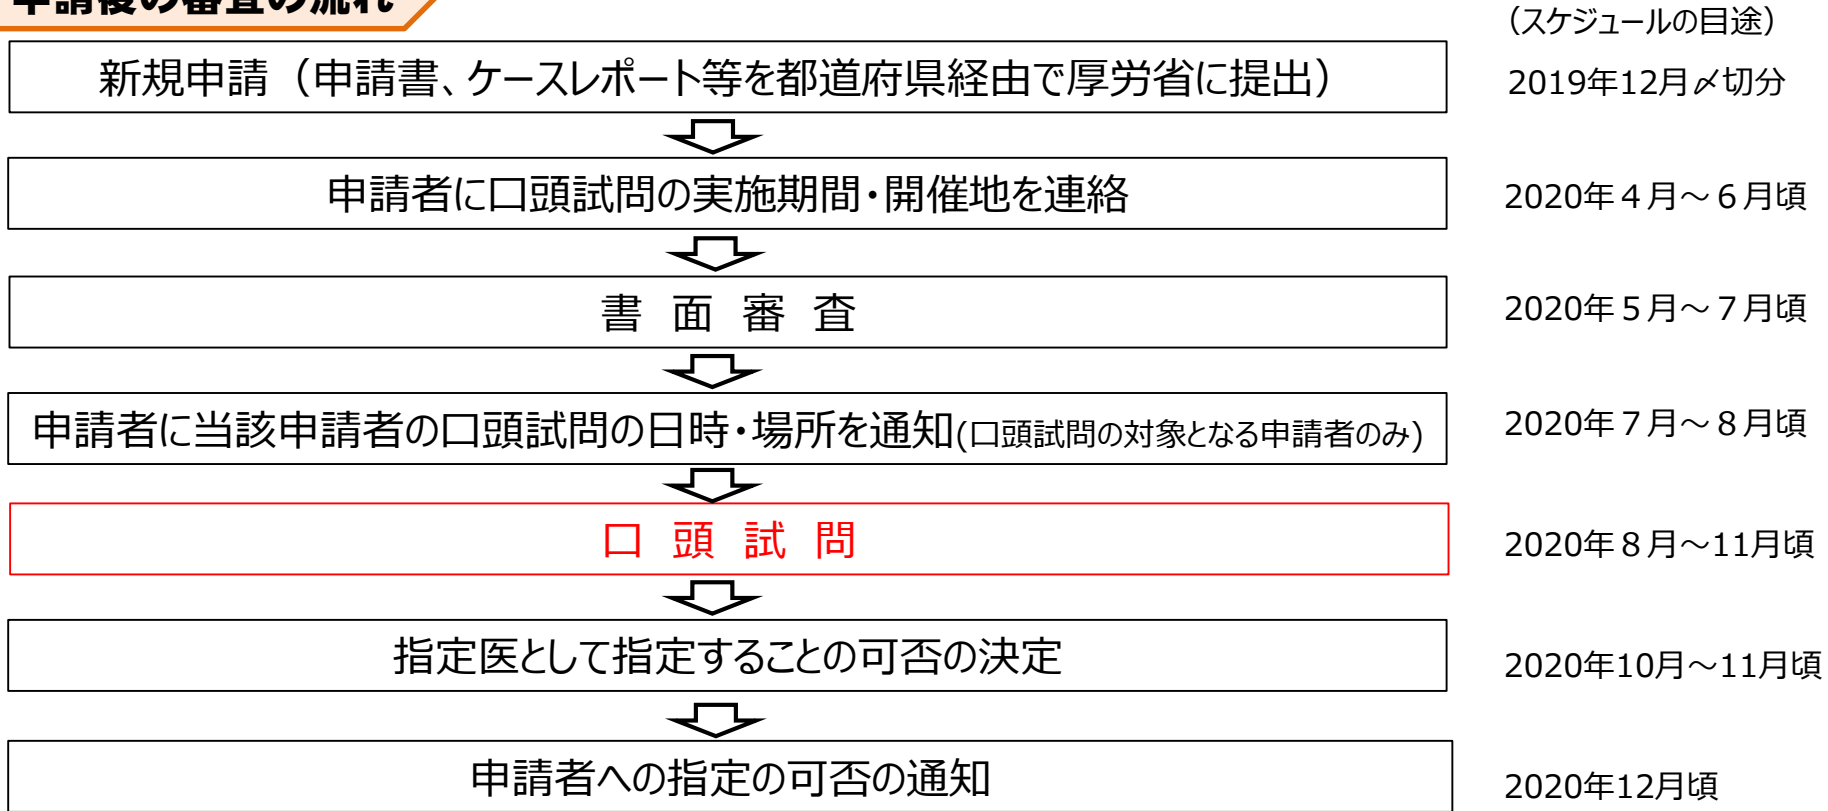 申請後の審査の流れ
（スケジュールの目途）
新規申請（申請書、ケースレポート等を都道府県経由で厚労省に提出）
2019年12月〆切分
申請者に口頭試問の実施期間・開催地を連絡
2020年４月～６月頃
書　面　審　査
2020年５月～７月頃
申請者に当該申請者の口頭試問の日時・場所を通知(口頭試問の対象となる申請者のみ)
2020年７月～８月頃
口　頭　試　問
2020年８月～11月頃
指定医として指定することの可否の決定
2020年10月～11月頃
申請者への指定の可否の通知
2020年12月頃